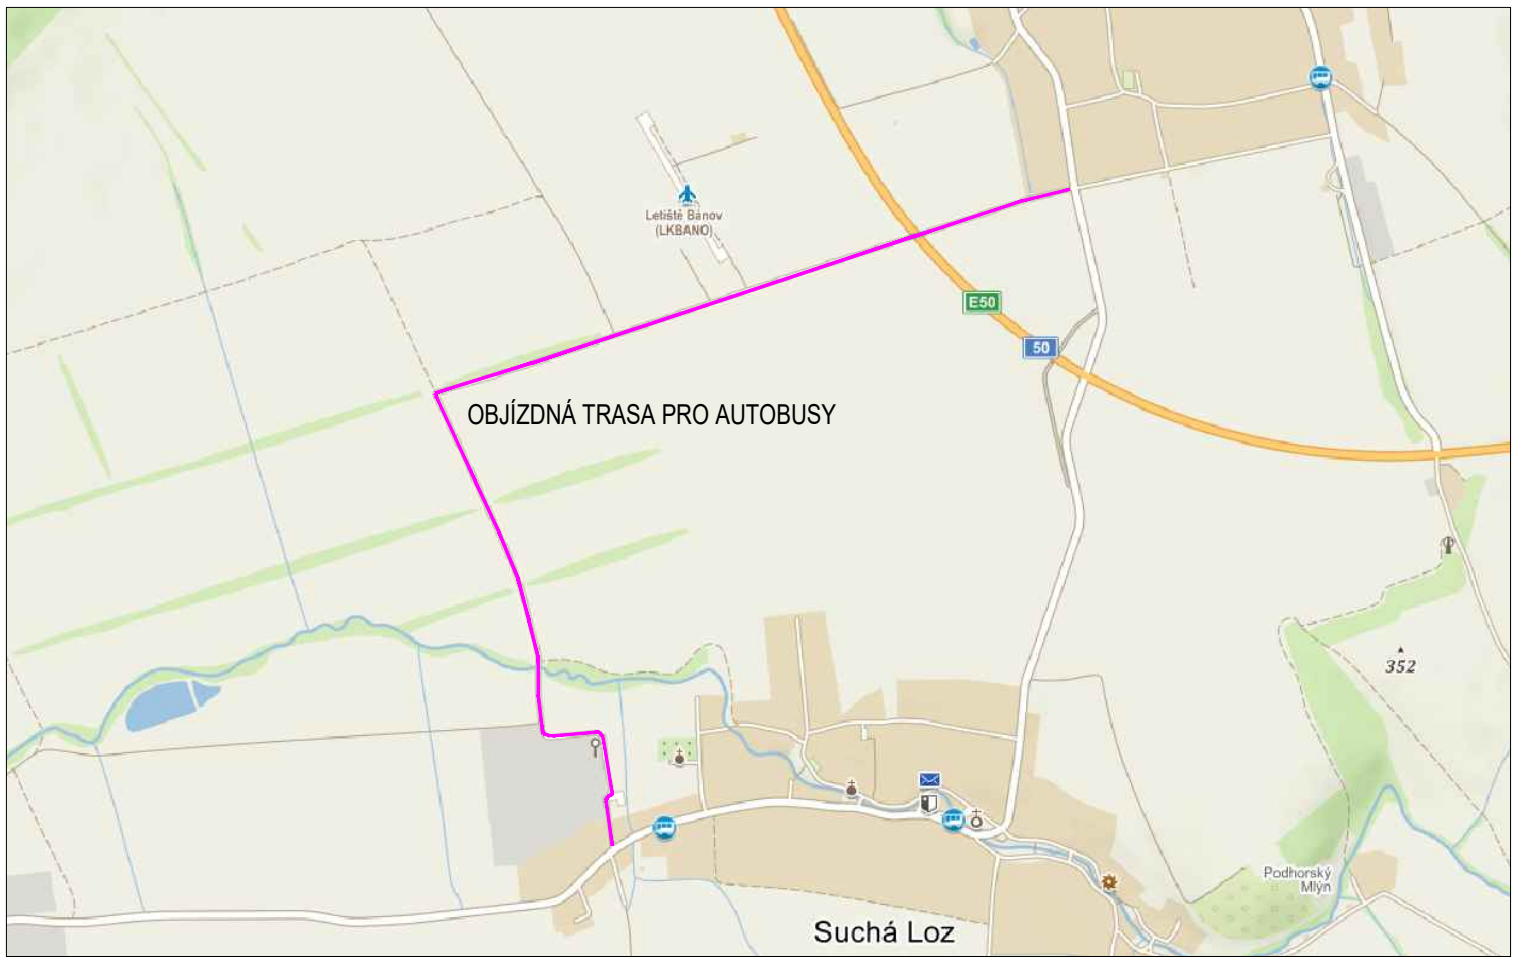 Letiště Bánov
(LKBANO)
E50
50
OBJÍZDNÁ TRASA PRO AUTOBUSY
352
Podhorský
Mlýn
Suchá Loz